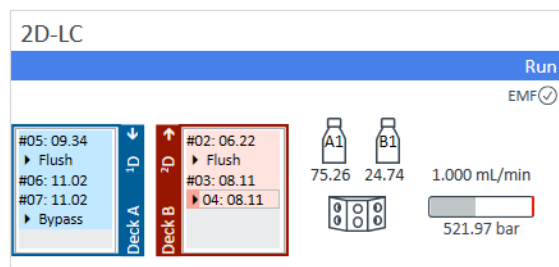 2D-LC
Run
EMF
#05: 09.34
Flush
#06: 11.02
#07: 11.02
Bypass
¹D
Deck A
²D
Deck B
#02: 06.22
Flush
#03: 08.11
04: 08.11
A1
B1
75.26
24.74
1.000 mL/min
521.97 bar